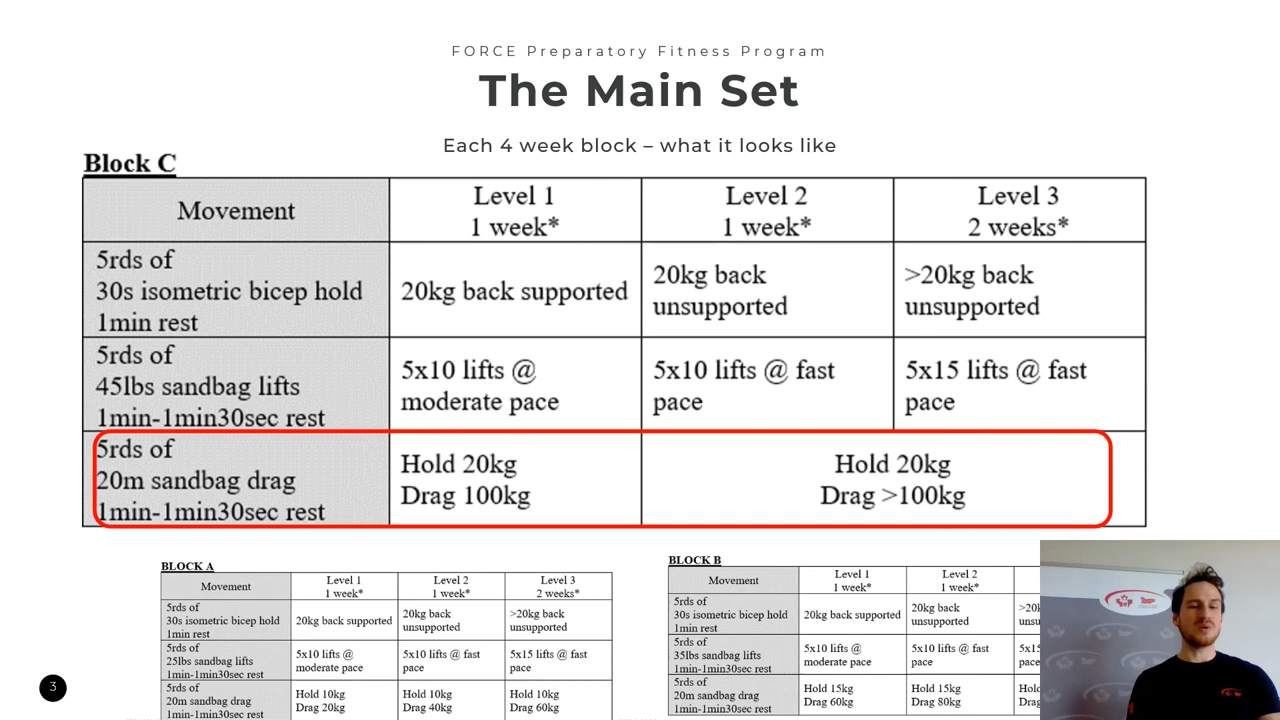 FORCE Preparatory Fitness Program
The Main Set
Each 4 week block – what it looks like
Block C
Movement
Level 1
1 week*
Level 2
1 week*
Level 3
2 weeks*
5rds of
30s isometric bicep hold
1min rest
20kg back supported
20kg back
unsupported
>20kg back
unsupported
5rds of
45lbs sandbag lifts
1min-1min30sec rest
5x10 lifts @
moderate pace
5x10 lifts @ fast
pace
5x15 lifts @ fast
pace
5rds of
20m sandbag drag
1min-1min30sec rest
Hold 20kg
Drag 100kg
Hold 20kg
Drag >100kg
BLOCK A
Movement
Level 1
1 week*
Level 2
1 week*
Level 3
2 weeks*
5rds of
30s isometric bicep hold
1min rest
20kg back supported
20kg back
unsupported
>20kg back
unsupported
5rds of
25lbs sandbag lifts
1min-1min30sec rest
5x10 lifts @
moderate pace
5x10 lifts @ fast
pace
5x15 lifts @ fast
pace
5rds of
20m sandbag drag
1min-1min30sec rest
Hold 10kg
Drag 20kg
Hold 10kg
Drag 40kg
Hold 10kg
Drag 60kg
BLOCK B
Movement
Level 1
1 week*
Level 2
1 week*
5rds of
30s isometric bicep hold
1min rest
20kg back supported
20kg back
unsupported
5rds of
35lbs sandbag lifts
1min-1min30sec rest
5x10 lifts @
moderate pace
5x10 lifts @ fast
pace
5rds of
20m sandbag drag
1min-1min30sec rest
Hold 15kg
Drag 60kg
Hold 15kg
Drag 80kg
3